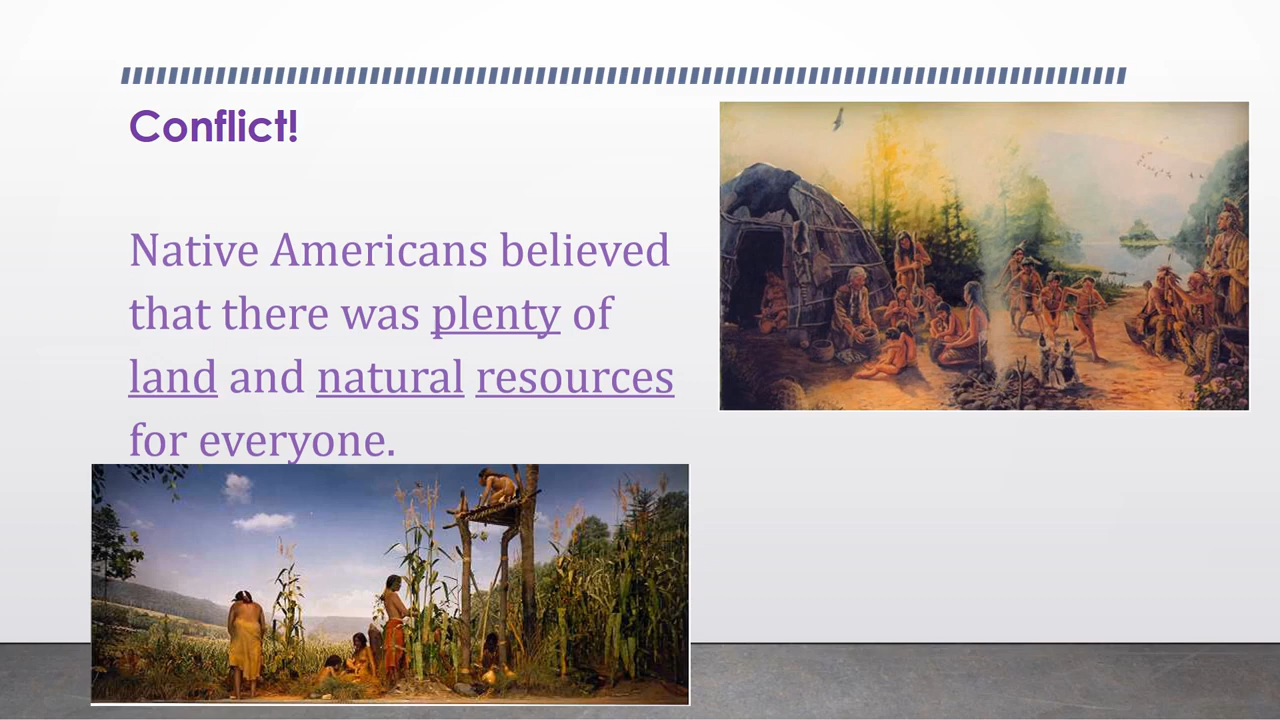 Conflict!
Native Americans believed
that there was plenty of
land and natural resources
for everyone.